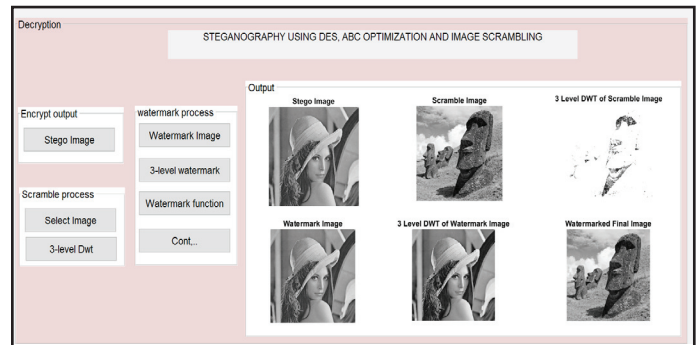 Decryption
STEGANOGRAPHY USING DES, ABC OPTIMIZATION AND IMAGE SCRAMBLING
Encrypt output
Stego Image
Scramble process
Select Image
3-level Dwt
watermark process
Watermark Image
3-level watermark
Watermark function
Cont,..
Output
Stego Image
Scramble Image
3 Level DWT of Scramble Image
Watermark Image
3 Level DWT of Watermark Image
Watermarked Final Image